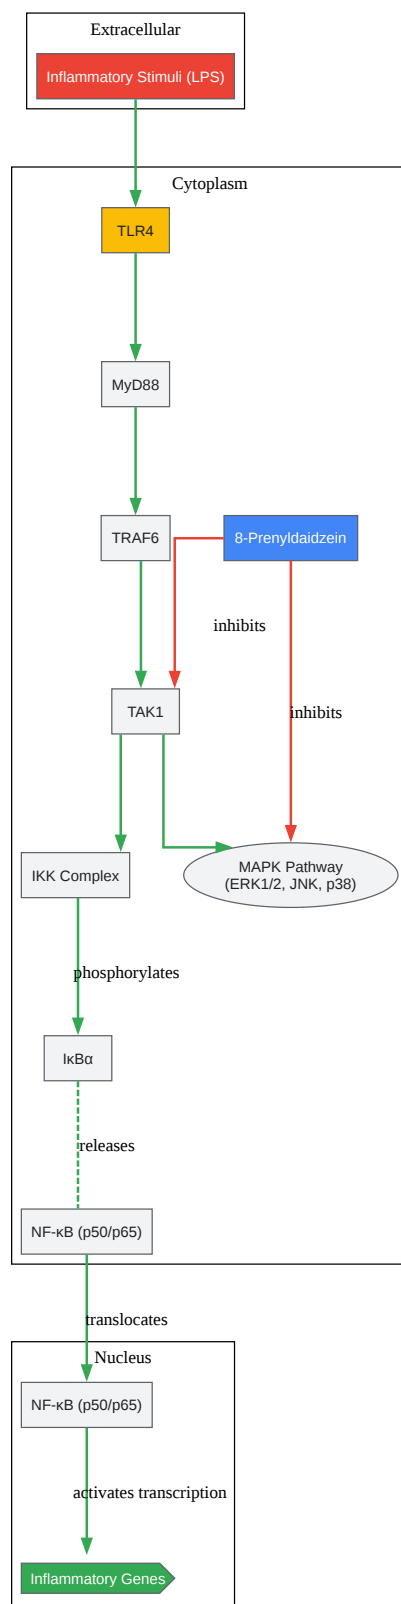 Extracellular
Inflammatory Stimuli (LPS)
Cytoplasm
TLR4
MyD88
TRAF6
8-Prenyldaidzein
inhibits
TAK1
inhibits
MAPK Pathway
(ERK1/2, JNK, p38)
IKK Complex
phosphorylates
IκBα
releases
NF-κB (p50/p65)
translocates
Nucleus
NF-κB (p50/p65)
activates transcription
Inflammatory Genes